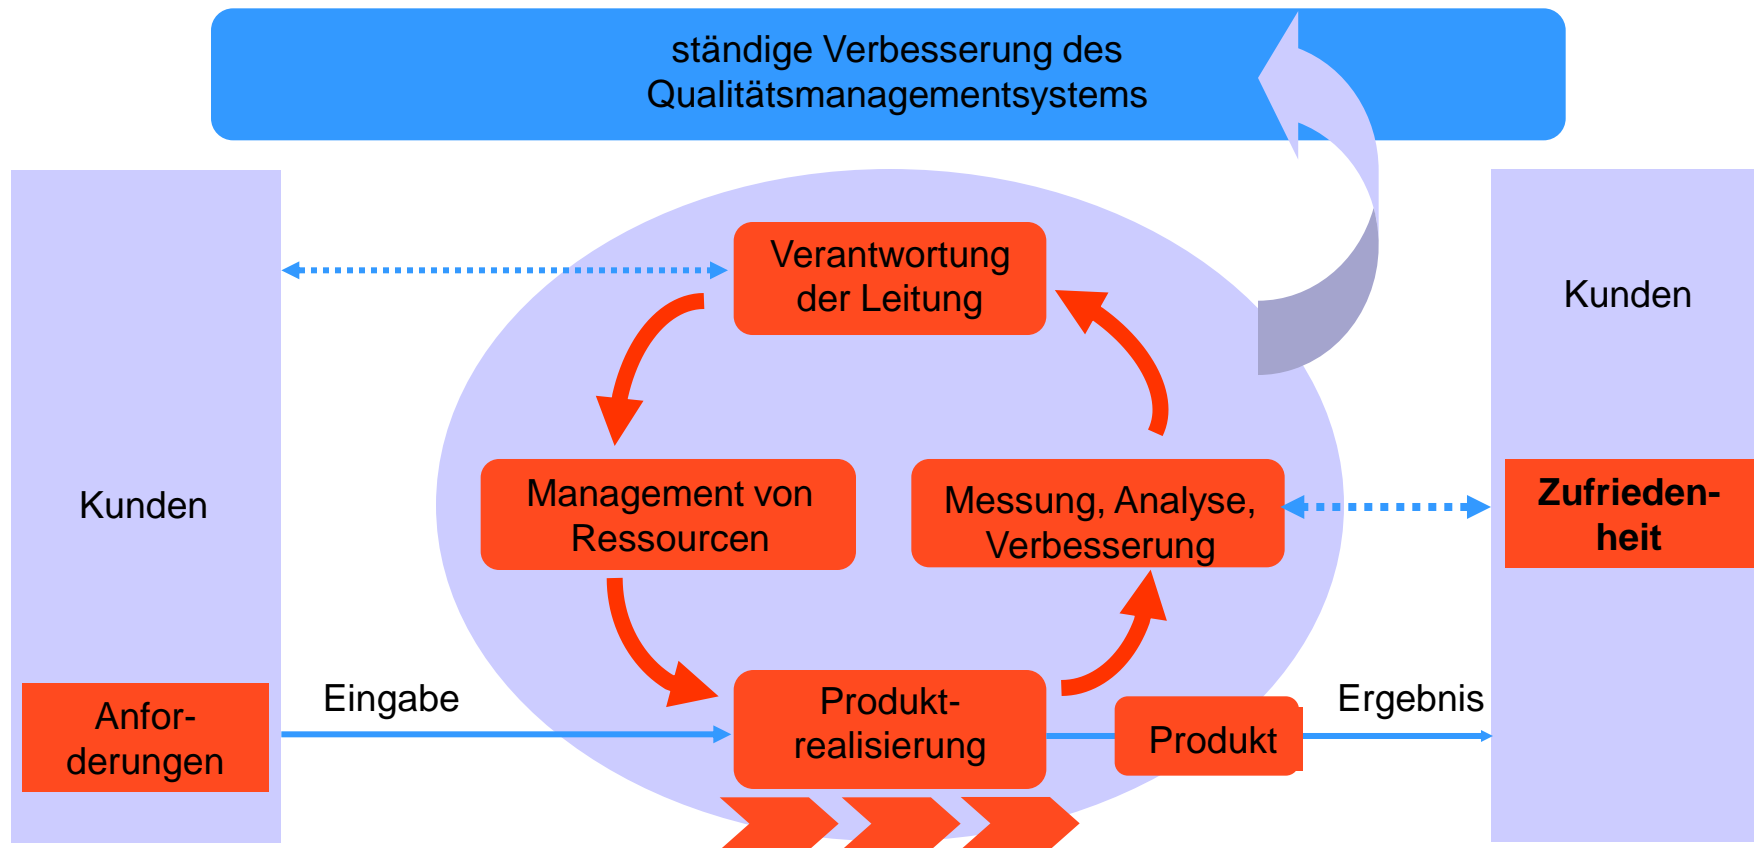 ständige Verbesserung des
Qualitätsmanagementsystems
Verantwortung
der Leitung
Kunden
Kunden
Management von
Ressourcen
Messung, Analyse,
Verbesserung
Zufrieden-
heit
Anfor-
derungen
Eingabe
Produkt-
realisierung
Produkt
Ergebnis